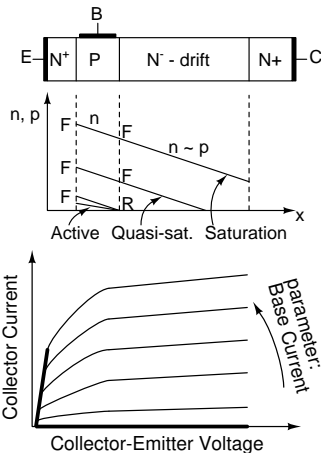 B
E N+ P N- - drift N+ C
n, p
F n F
n ~ p
F F
F R x
Active Quasi-sat. Saturation
Collector Current
parameter:
Base Current
Collector-Emitter Voltage